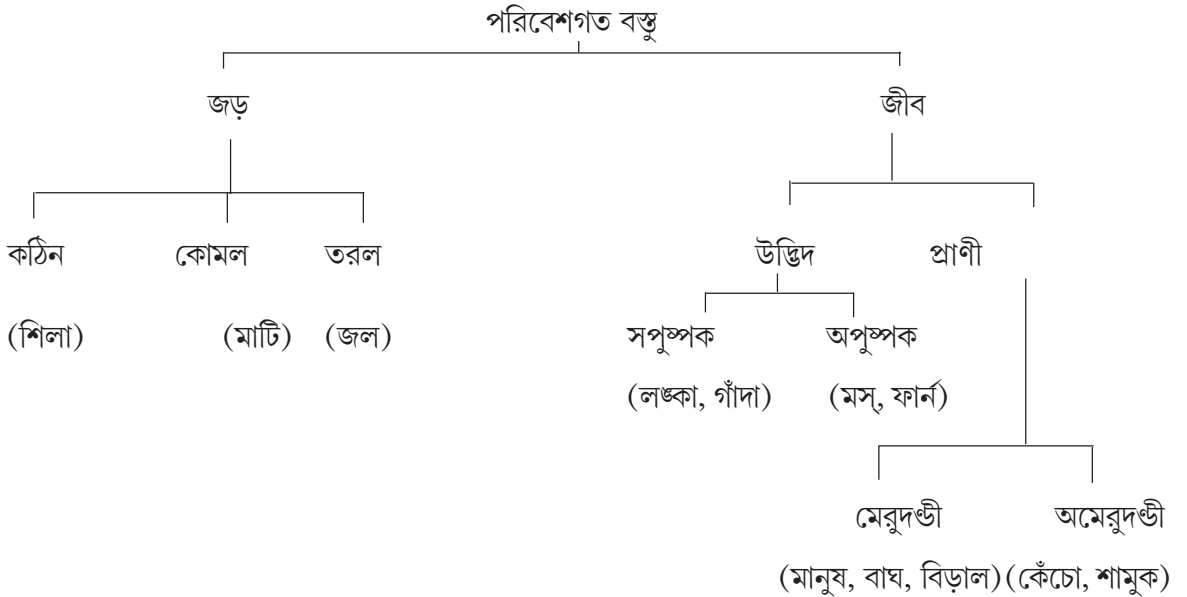 পরিবেশগত বস্তু
জড় জীব
কঠিন কোমল তরল উদ্ভিদ প্রাণী
(শিলা) (মাটি) (জল) সপুষ্পক অপুষ্পক
(লঙ্কা, গাঁদা) (মস্, ফার্ন)
মেরুদণ্ডী অমেরুদণ্ডী
(মানুষ, বাঘ, বিড়াল) (কেঁচো, শামুক)